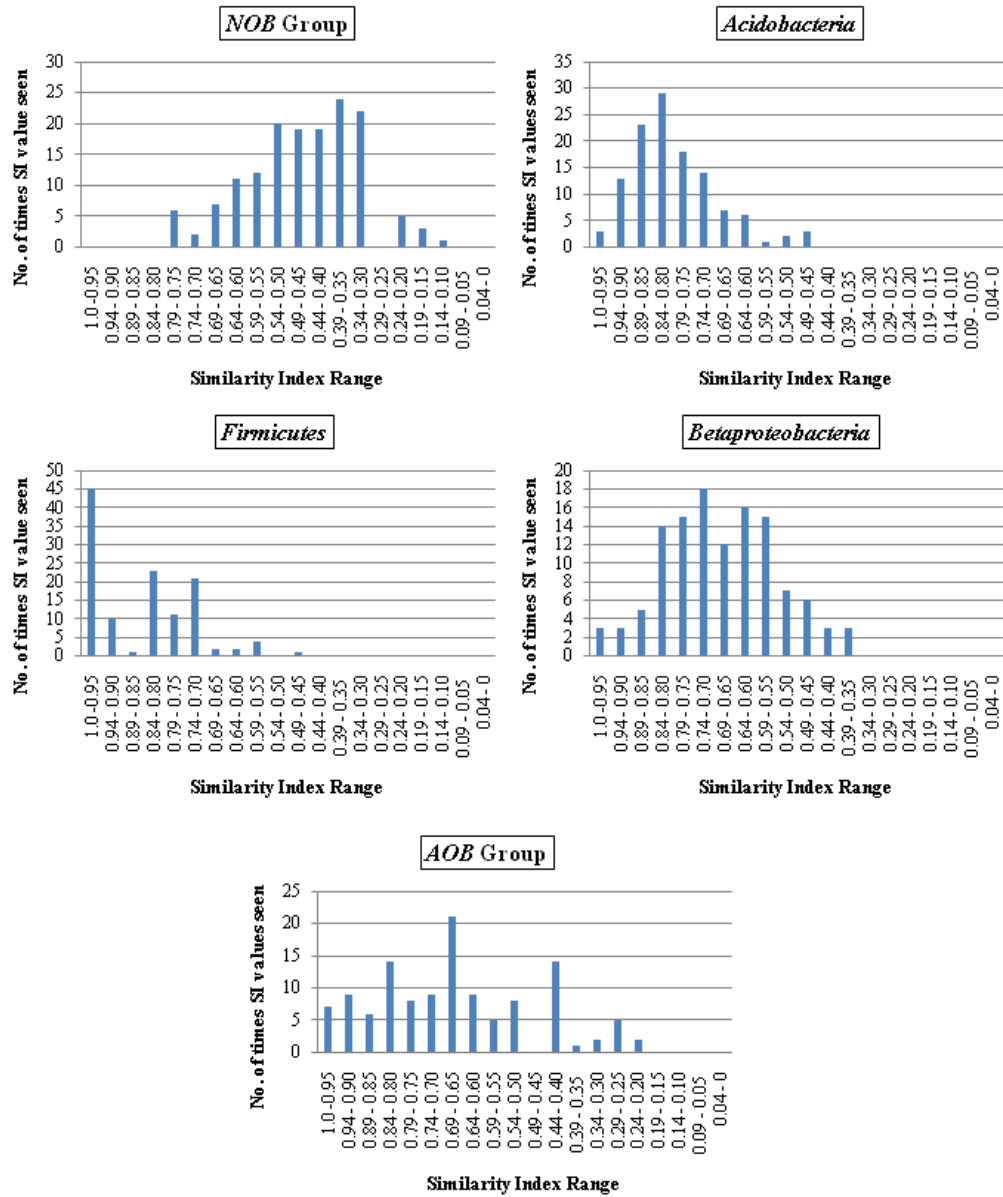 NOB Group
No. of times SI value seen
30
25
20
15
10
5
0
1.0 -0.95
0.94 - 0.90
0.89 - 0.85
0.84 - 0.80
0.79 - 0.75
0.74 - 0.70
0.69 - 0.65
0.64 - 0.60
0.59 - 0.55
0.54 - 0.50
0.49 - 0.45
0.44 - 0.40
0.39 - 0.35
0.34 - 0.30
0.29 - 0.25
0.24 - 0.20
0.19 - 0.15
0.14 - 0.10
0.09 - 0.05
0.04 - 0
Similarity Index Range
Acidobacteria
No. of times SI values seen
35
30
25
20
15
10
5
0
1.0 -0.95
0.94 - 0.90
0.89 - 0.85
0.84 - 0.80
0.79 - 0.75
0.74 - 0.70
0.69 - 0.65
0.64 - 0.60
0.59 - 0.55
0.54 - 0.50
0.49 - 0.45
0.44 - 0.40
0.39 - 0.35
0.34 - 0.30
0.29 - 0.25
0.24 - 0.20
0.19 - 0.15
0.14 - 0.10
0.09 - 0.05
0.04 - 0
Similarity Index Range
Firmicutes
No. of times SI value seen
50
45
40
35
30
25
20
15
10
5
0
1.0 -0.95
0.94 - 0.90
0.89 - 0.85
0.84 - 0.80
0.79 - 0.75
0.74 - 0.70
0.69 - 0.65
0.64 - 0.60
0.59 - 0.55
0.54 - 0.50
0.49 - 0.45
0.44 - 0.40
0.39 - 0.35
0.34 - 0.30
0.29 - 0.25
0.24 - 0.20
0.19 - 0.15
0.14 - 0.10
0.09 - 0.05
0.04 - 0
Similarity Index Range
Betaproteobacteria
No. of times SI value seen
20
18
16
14
12
10
8
6
4
2
0
1.0 -0.95
0.94 - 0.90
0.89 - 0.85
0.84 - 0.80
0.79 - 0.75
0.74 - 0.70
0.69 - 0.65
0.64 - 0.60
0.59 - 0.55
0.54 - 0.50
0.49 - 0.45
0.44 - 0.40
0.39 - 0.35
0.34 - 0.30
0.29 - 0.25
0.24 - 0.20
0.19 - 0.15
0.14 - 0.10
0.09 - 0.05
0.04 - 0
Similarity Index Range
AOB Group
No. of times SI values seen
25
20
15
10
5
0
1.0 -0.95
0.94 - 0.90
0.89 - 0.85
0.84 - 0.80
0.79 - 0.75
0.74 - 0.70
0.69 - 0.65
0.64 - 0.60
0.59 - 0.55
0.54 - 0.50
0.49 - 0.45
0.44 - 0.40
0.39 - 0.35
0.34 - 0.30
0.29 - 0.25
0.24 - 0.20
0.19 - 0.15
0.14 - 0.10
0.09 - 0.05
0.04 - 0
Similarity Index Range